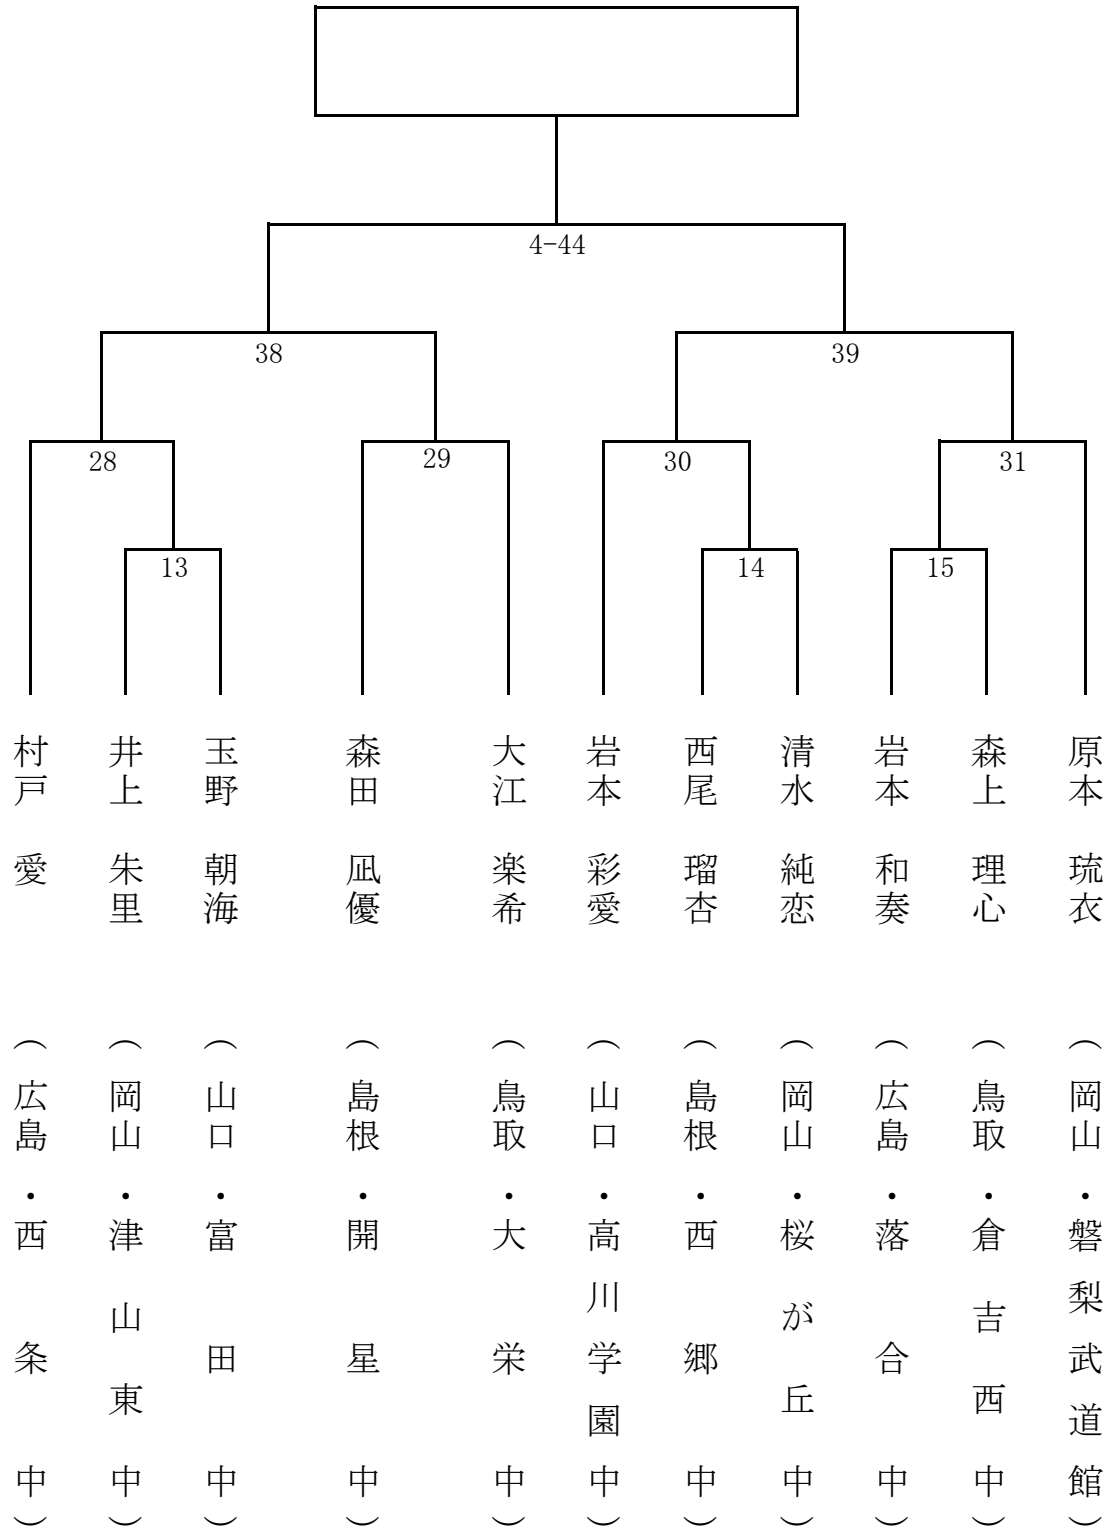 4-44
38
39
28
29
30
31
13
14
15
村戸 愛 (広島・西条中)
井上 朱里 (岡山・津山東中)
玉野 朝海 (山口・富田中)
森田 凪優 (島根・開星中)
大江 楽希 (鳥取・大栄中)
岩本 彩愛 (山口・高川学園中)
西尾 瑠杏 (島根・西郷中)
清水 純恋 (岡山・桜が丘中)
岩本 和奏 (広島・落合中)
森上 理心 (鳥取・倉吉西中)
原本 琉衣 (岡山・磐梨武道館)